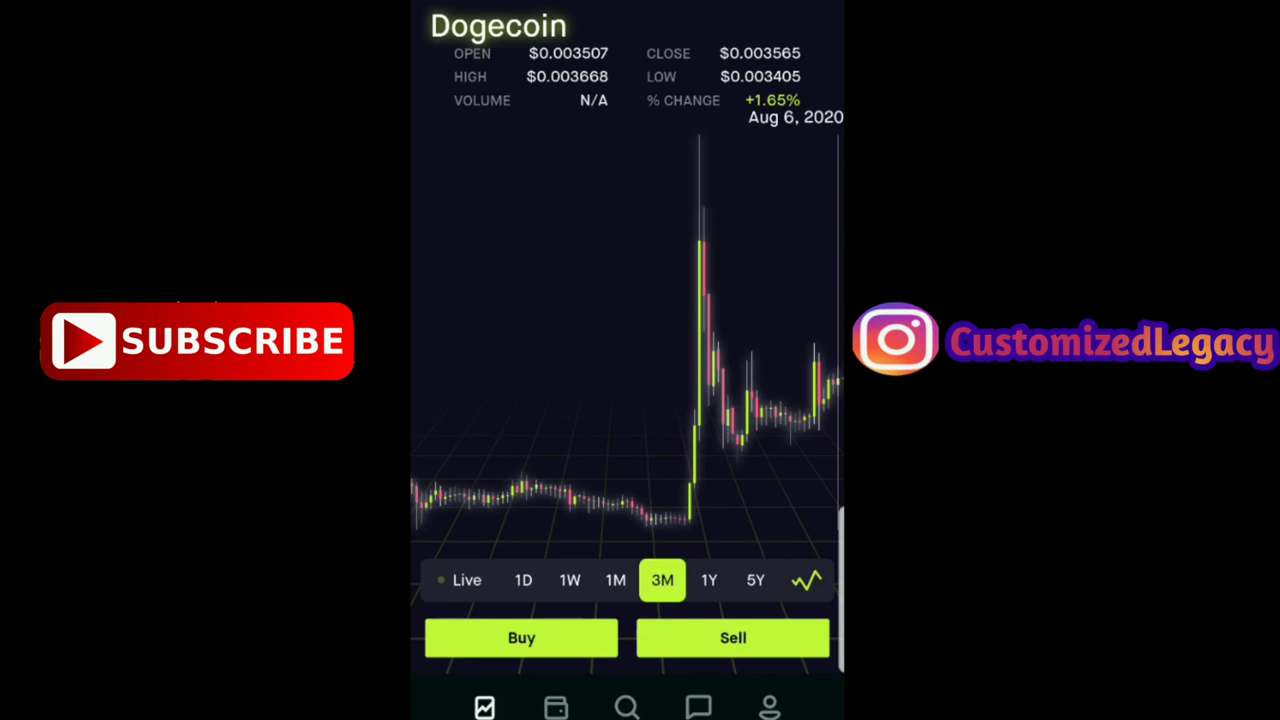 Dogecoin
OPEN $0.003507 CLOSE $0.003565
HIGH $0.003668 LOW $0.003405
VOLUME N/A % CHANGE +1.65%
Aug 6, 2020
SUBSCRIBE
CustomizedLegacy
Live 1D 1W 1M 3M 1Y 5Y
Buy Sell